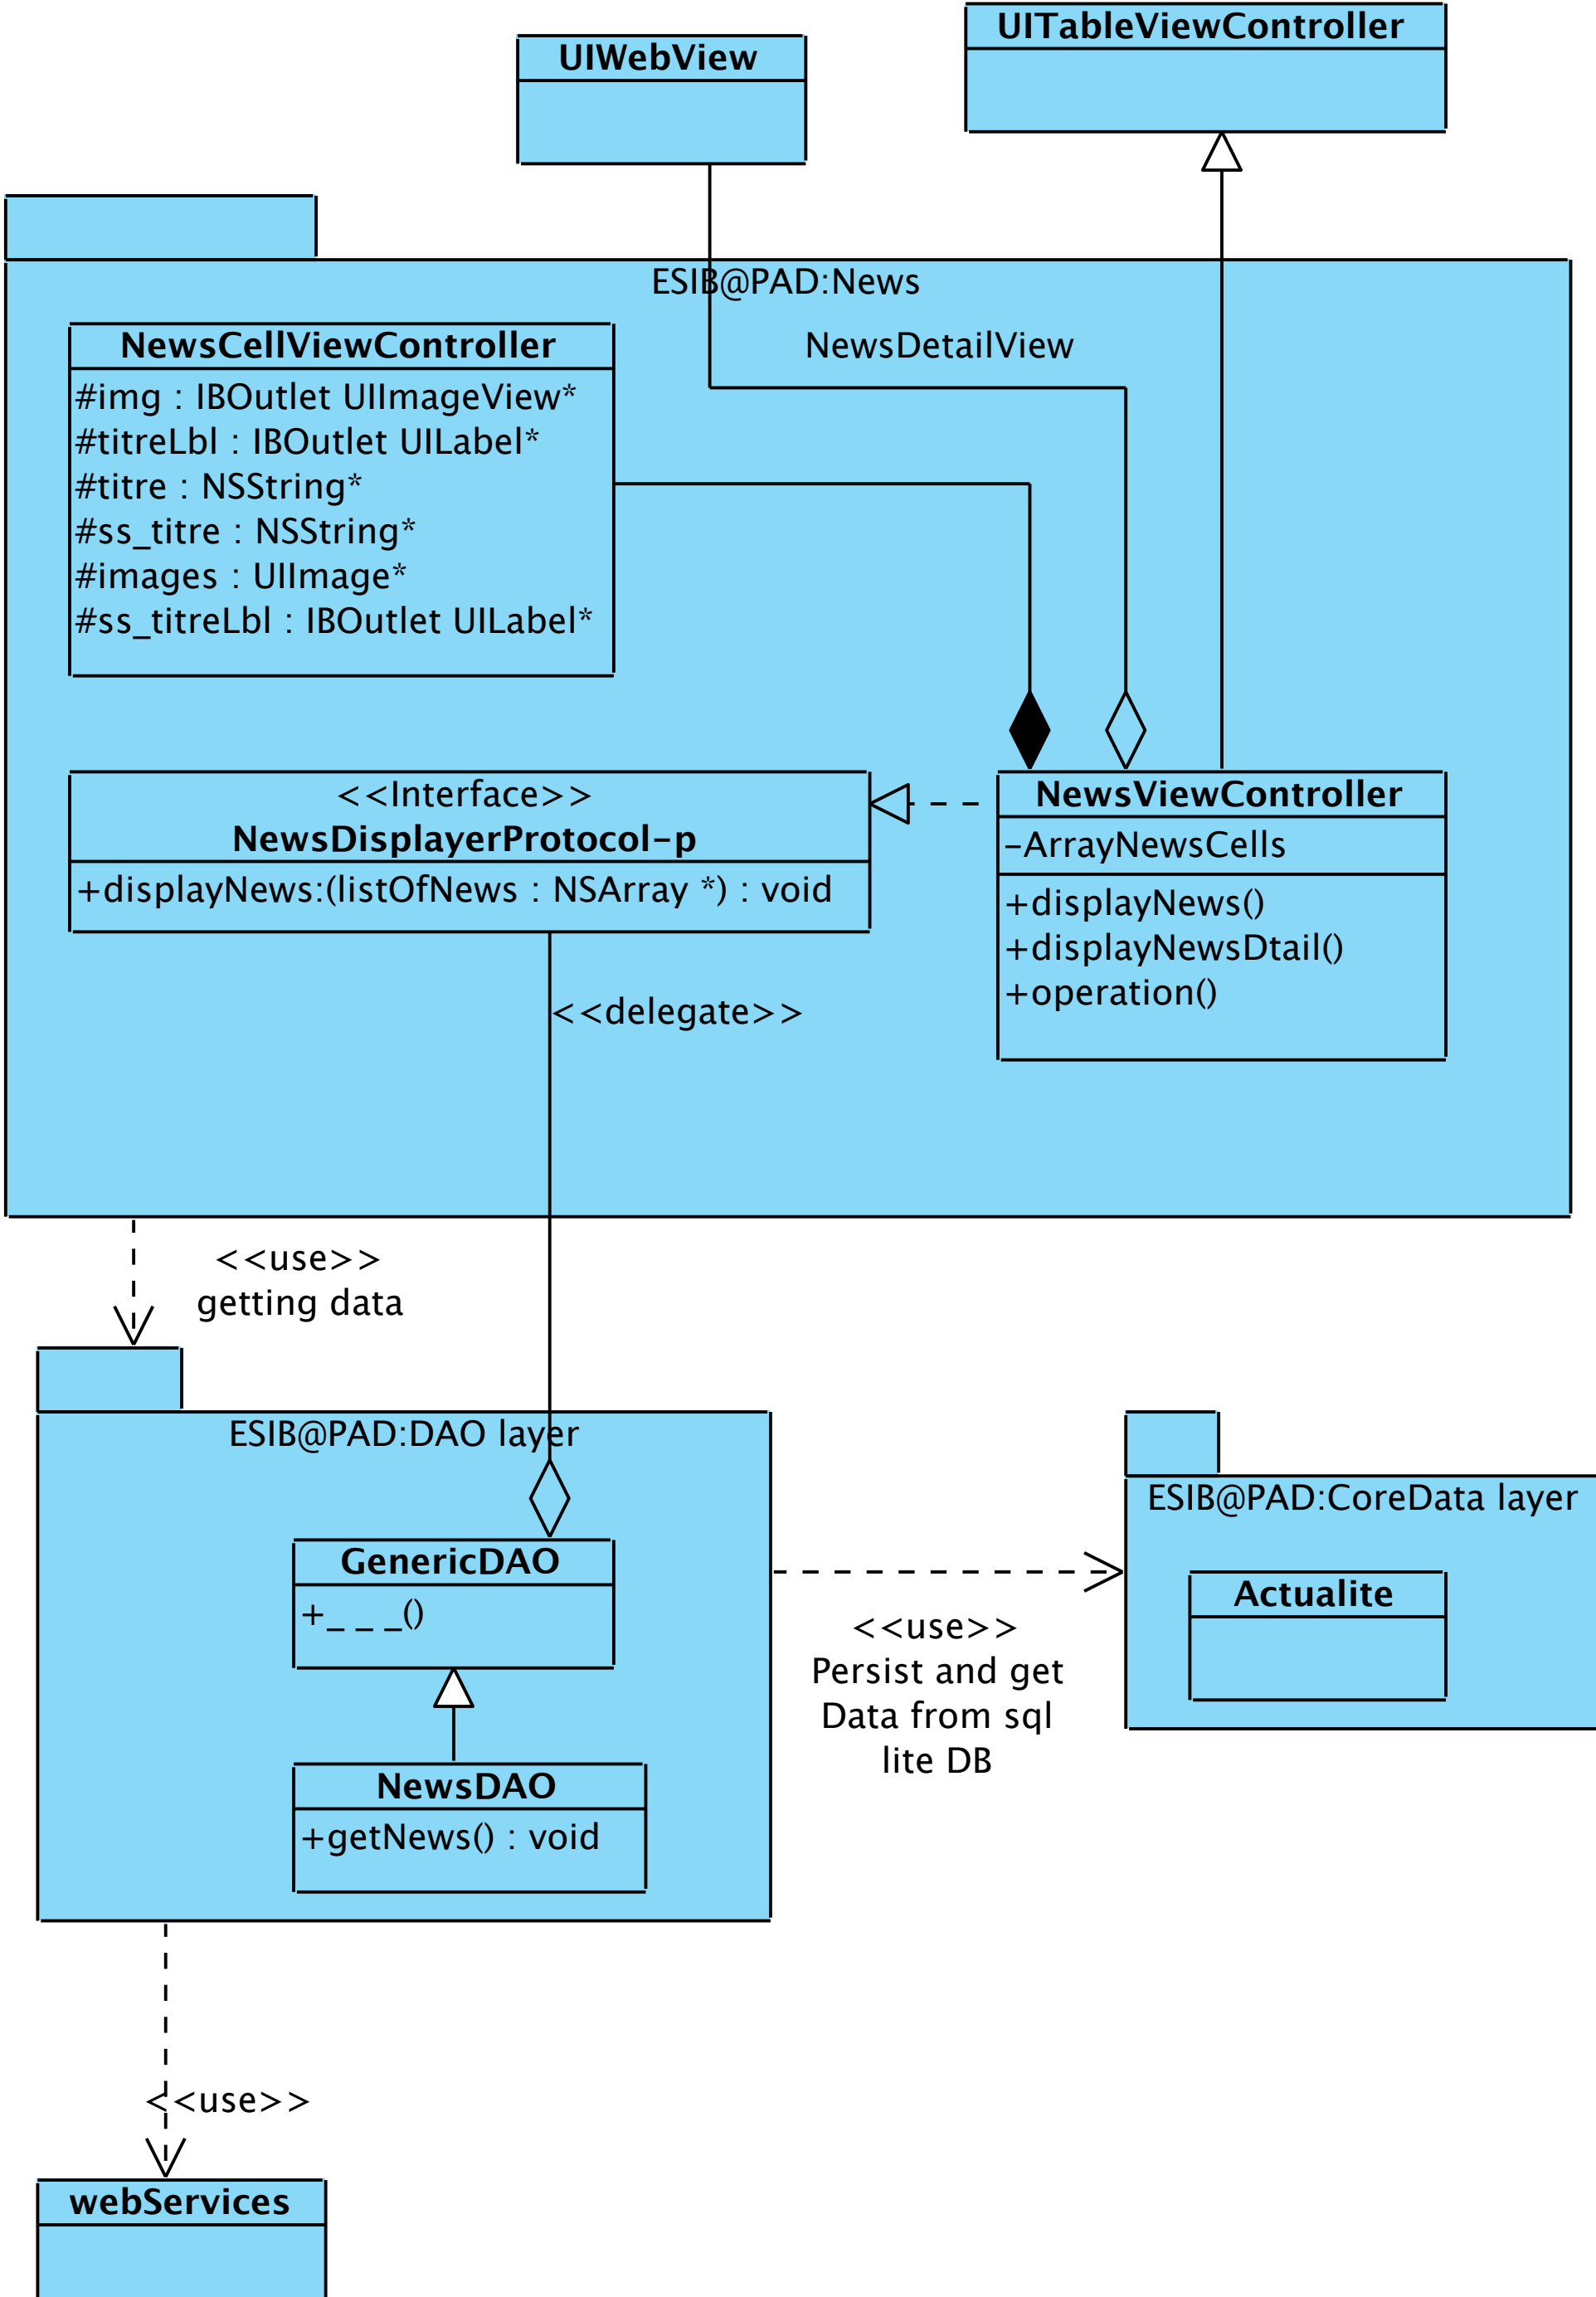 UITableViewController
UIWebView
ESIB@PAD:News
NewsCellViewController
#img : IBOutlet UIImageView*
#titreLbl : IBOutlet UILabel*
#titre : NSString*
#ss_titre : NSString*
#images : UIImage*
#ss_titreLbl : IBOutlet UILabel*
NewsDetailView
<<Interface>>
NewsDisplayerProtocol-p
+displayNews:(listOfNews : NSArray *) : void
NewsViewController
-ArrayNewsCells
+displayNews()
+displayNewsDtail()
+operation()
<<delegate>>
<<use>>
getting data
ESIB@PAD:DAO layer
GenericDAO
+_ _ _()
NewsDAO
+getNews() : void
<<use>>
Persist and get
Data from sql
lite DB
ESIB@PAD:CoreData layer
Actualite
<<use>>
webServices